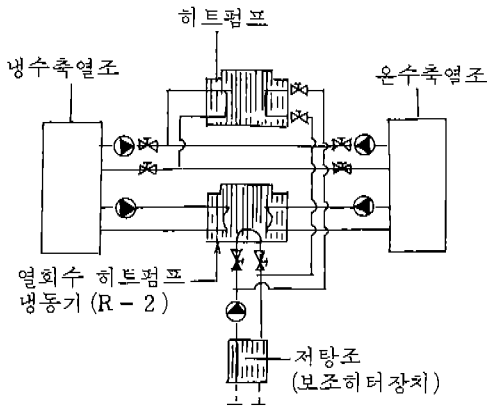 히트펌프
냉수축열조
온수축열조
열회수 히트펌프
냉동기 (R - 2)
저탕조
(보조히터장치)